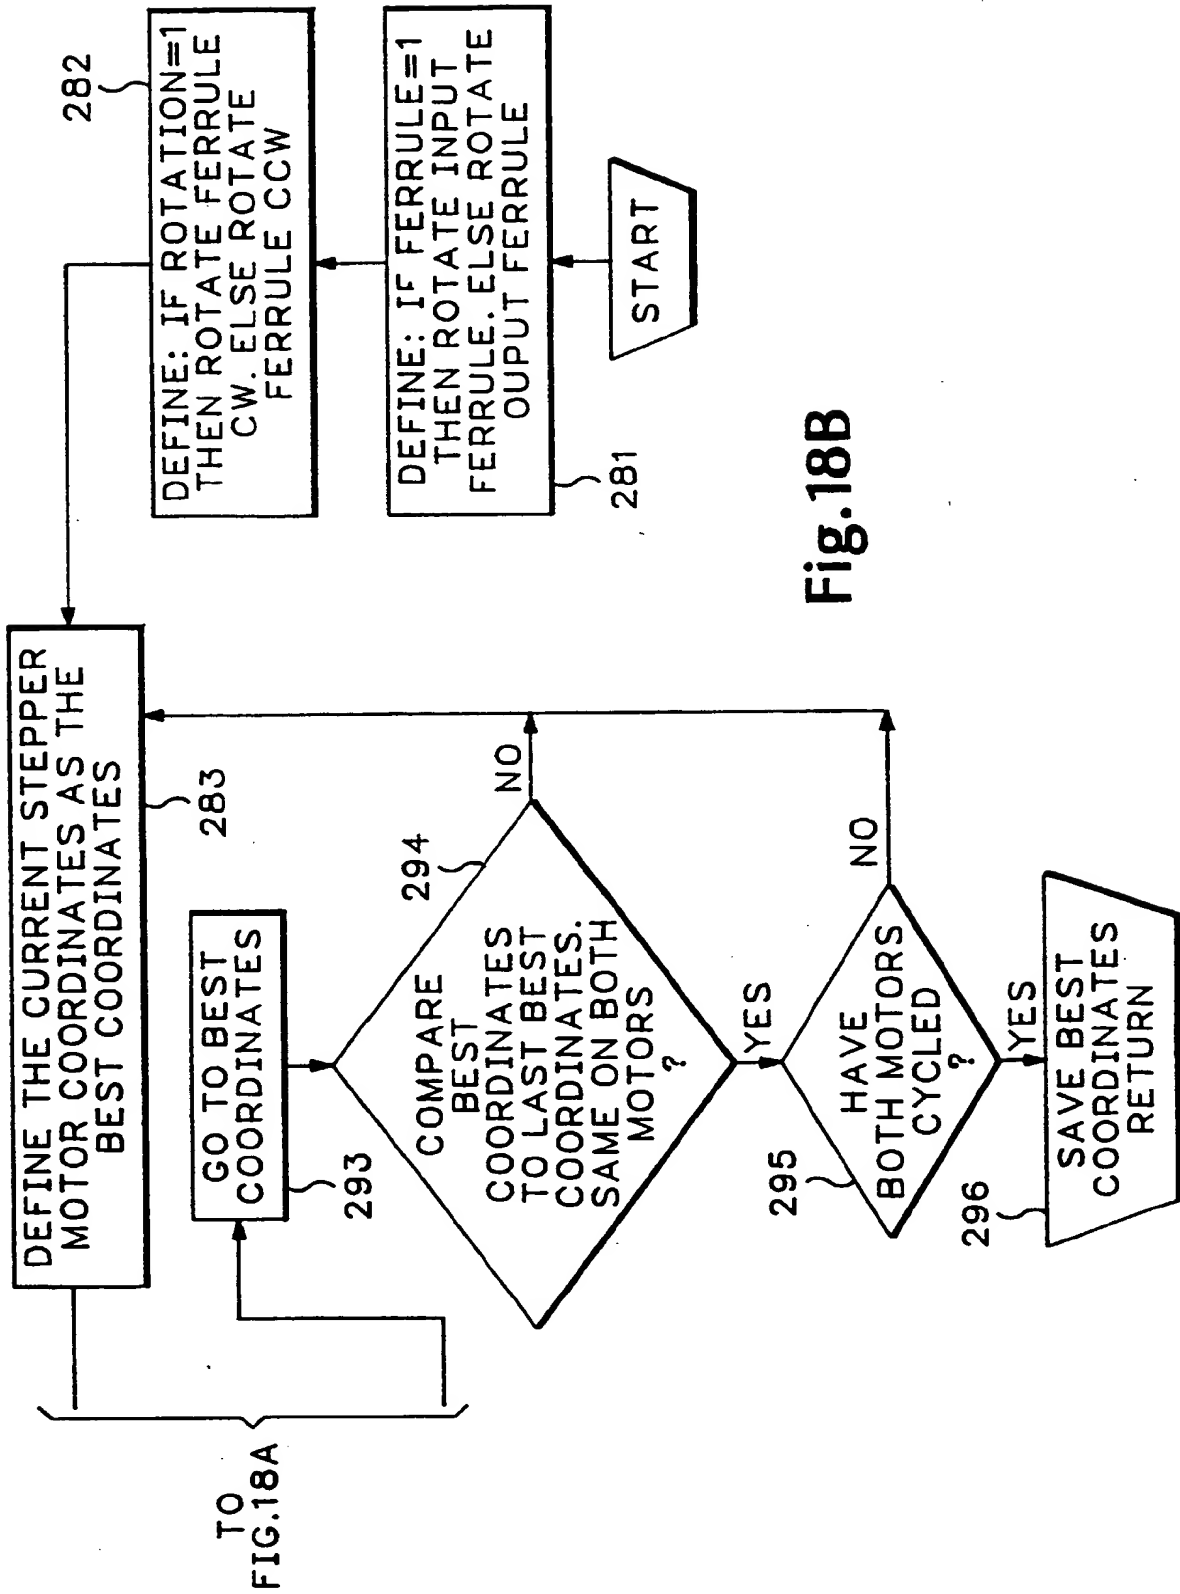 DEFINE THE CURRENT STEPPER
MOTOR COORDINATES AS THE
BEST COORDINATES
283
DEFINE: IF ROTATION=1
THEN ROTATE FERRULE
CW. ELSE ROTATE
FERRULE CCW
282
DEFINE: IF FERRULE=1
THEN ROTATE INPUT
FERRULE. ELSE ROTATE
OUPUT FERRULE
281
START
TO
FIG.18A
GO TO BEST
COORDINATES
293
COMPARE
BEST
COORDINATES
TO LAST BEST
COORDINATES.
SAME ON BOTH
MOTORS
?
294
NO
YES
HAVE
BOTH MOTORS
CYCLED
?
295
NO
YES
SAVE BEST
COORDINATES
RETURN
296
Fig.18B